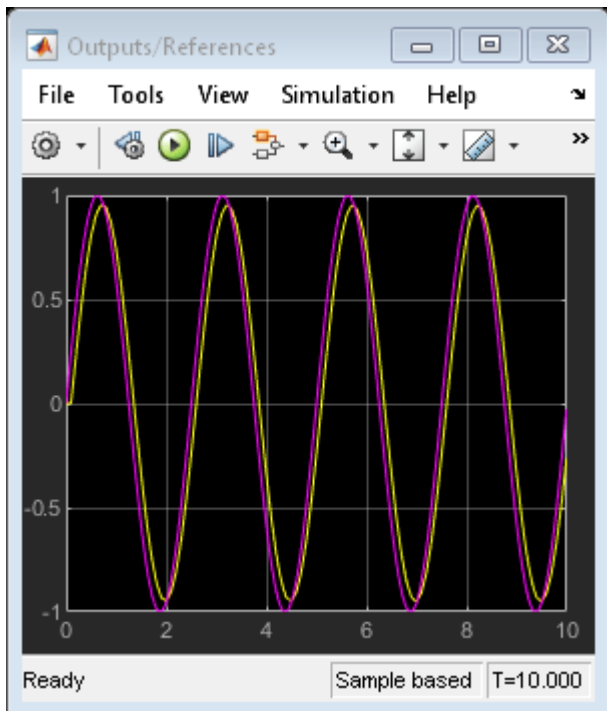 Outputs/References
File Tools View Simulation Help
1
0.5
0
-0.5
-1
0 2 4 6 8 10
Ready Sample based T=10.000